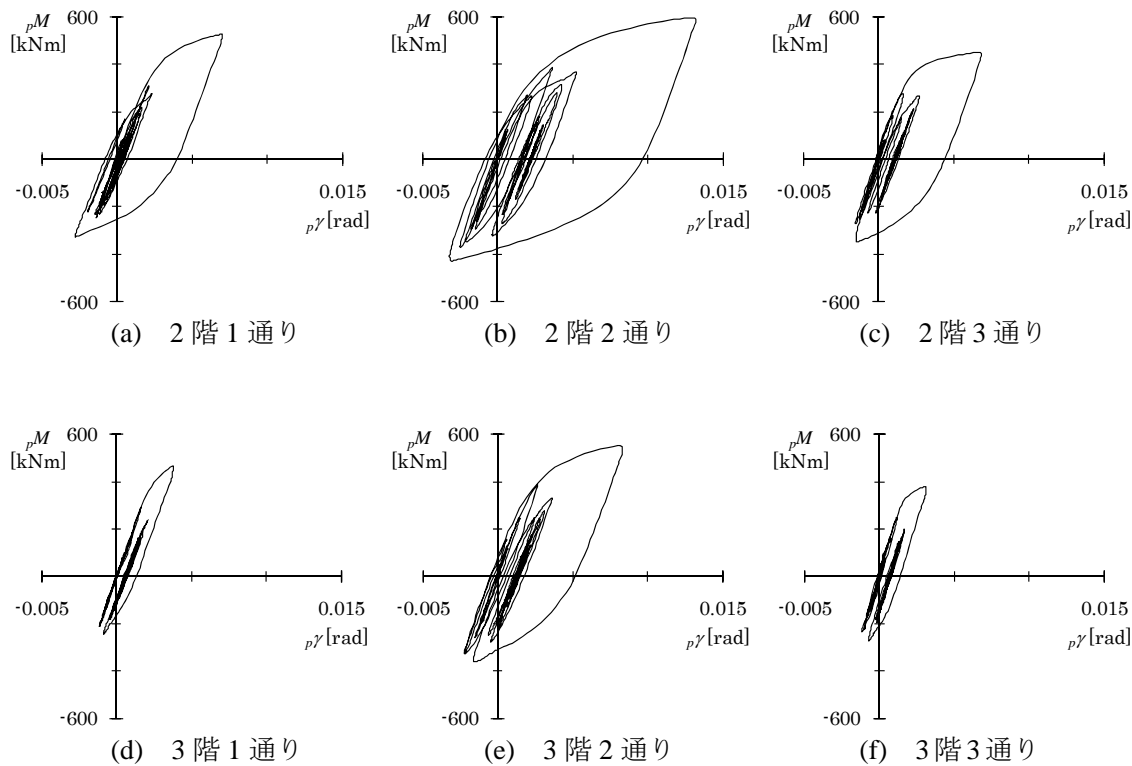 pM 600
[kNm]
-0.005 0.015
pγ [rad]
-600
(a) 2階1通り
pM 600
[kNm]
-0.005 0.015
pγ [rad]
-600
(b) 2階2通り
pM 600
[kNm]
-0.005 0.015
pγ [rad]
-600
(c) 2階3通り
pM 600
[kNm]
-0.005 0.015
pγ [rad]
-600
(d) 3階1通り
pM 600
[kNm]
-0.005 0.015
pγ [rad]
-600
(e) 3階2通り
pM 600
[kNm]
-0.005 0.015
pγ [rad]
-600
(f) 3階3通り